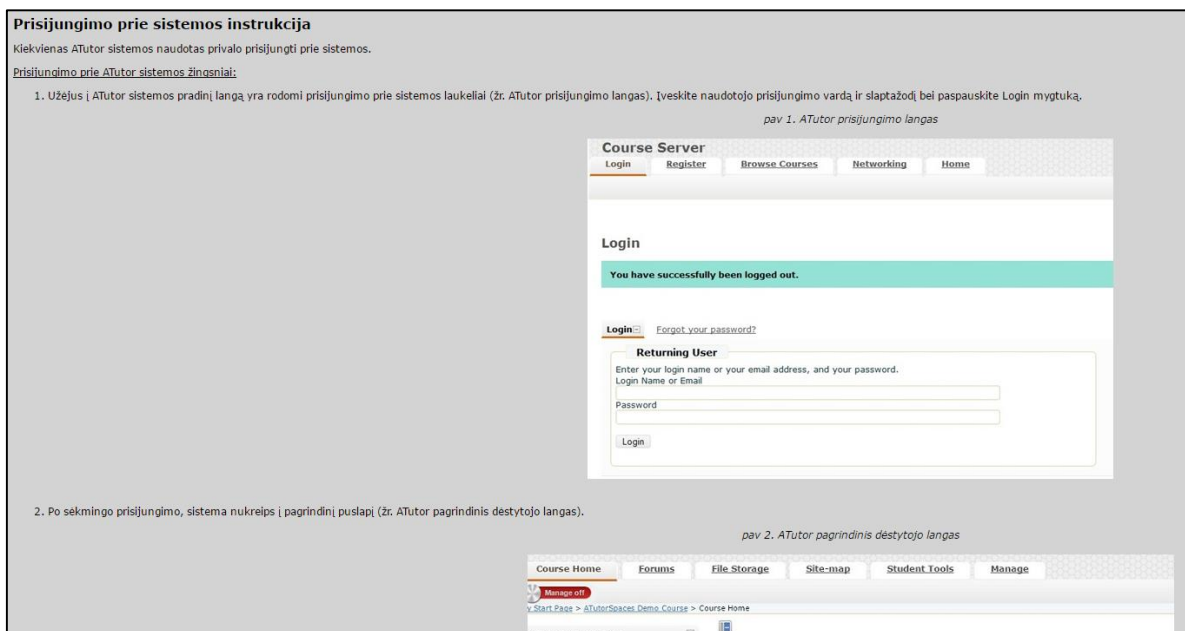 Prisijungimo prie sistemos instrukcija
Kiekvienas ATutor sistemos naudotas privalo prisijungti prie sistemos.
Prisijungimo prie ATutor sistemos žingsniai:
1. Užėjus į ATutor sistemos pradinį langą yra rodomi prisijungimo prie sistemos laukeliai (žr. ATutor prisijungimo langas). Įveskite naudotojo prisijungimo vardą ir slaptažodį bei paspauskite Login mygtuką.
pav 1. ATutor prisijungimo langas
Course Server
Login Register Browse Courses Networking Home
Login
You have successfully been logged out.
Login Forgot your password?
Returning User
Enter your login name or your email address, and your password.
Login Name or Email
Password
Login
2. Po sėkmingo prisijungimo, sistema nukreips į pagrindinį puslapį (žr. ATutor pagrindinis dėstytojo langas).
pav 2. ATutor pagrindinis dėstytojo langas
Course Home Forums File Storage Site-map Student Tools Manage
Manage off
y Start Page > ATutorSpaces Demo Course > Course Home